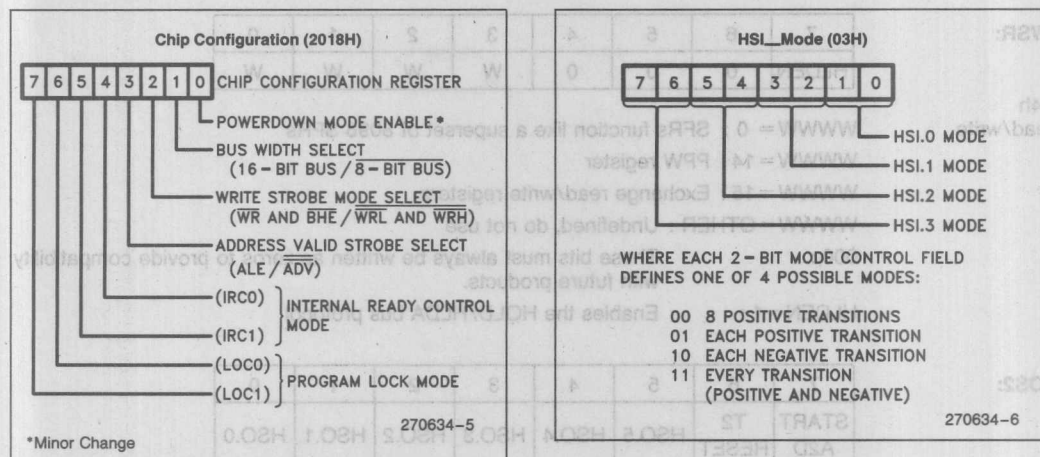 Chip Configuration (2018H)
7 6 5 4 3 2 1 0 CHIP CONFIGURATION REGISTER
POWERDOWN MODE ENABLE*
BUS WIDTH SELECT
(16-BIT BUS/8-BIT BUS)
WRITE STROBE MODE SELECT
(WR AND BHE/WRL AND WRH)
ADDRESS VALID STROBE SELECT
(ALE/ADV)
(IRC0)
INTERNAL READY CONTROL
MODE
(IRC1)
(LOC0)
PROGRAM LOCK MODE
(LOC1)
270634-5
*Minor Change
HSI_Mode (03H)
7 6 5 4 3 2 1 0
HSI.0 MODE
HSI.1 MODE
HSI.2 MODE
HSI.3 MODE
WHERE EACH 2-BIT MODE CONTROL FIELD
DEFINES ONE OF 4 POSSIBLE MODES:
00 8 POSITIVE TRANSITIONS
01 EACH POSITIVE TRANSITION
10 EACH NEGATIVE TRANSITION
11 EVERY TRANSITION
(POSITIVE AND NEGATIVE)
270634-6